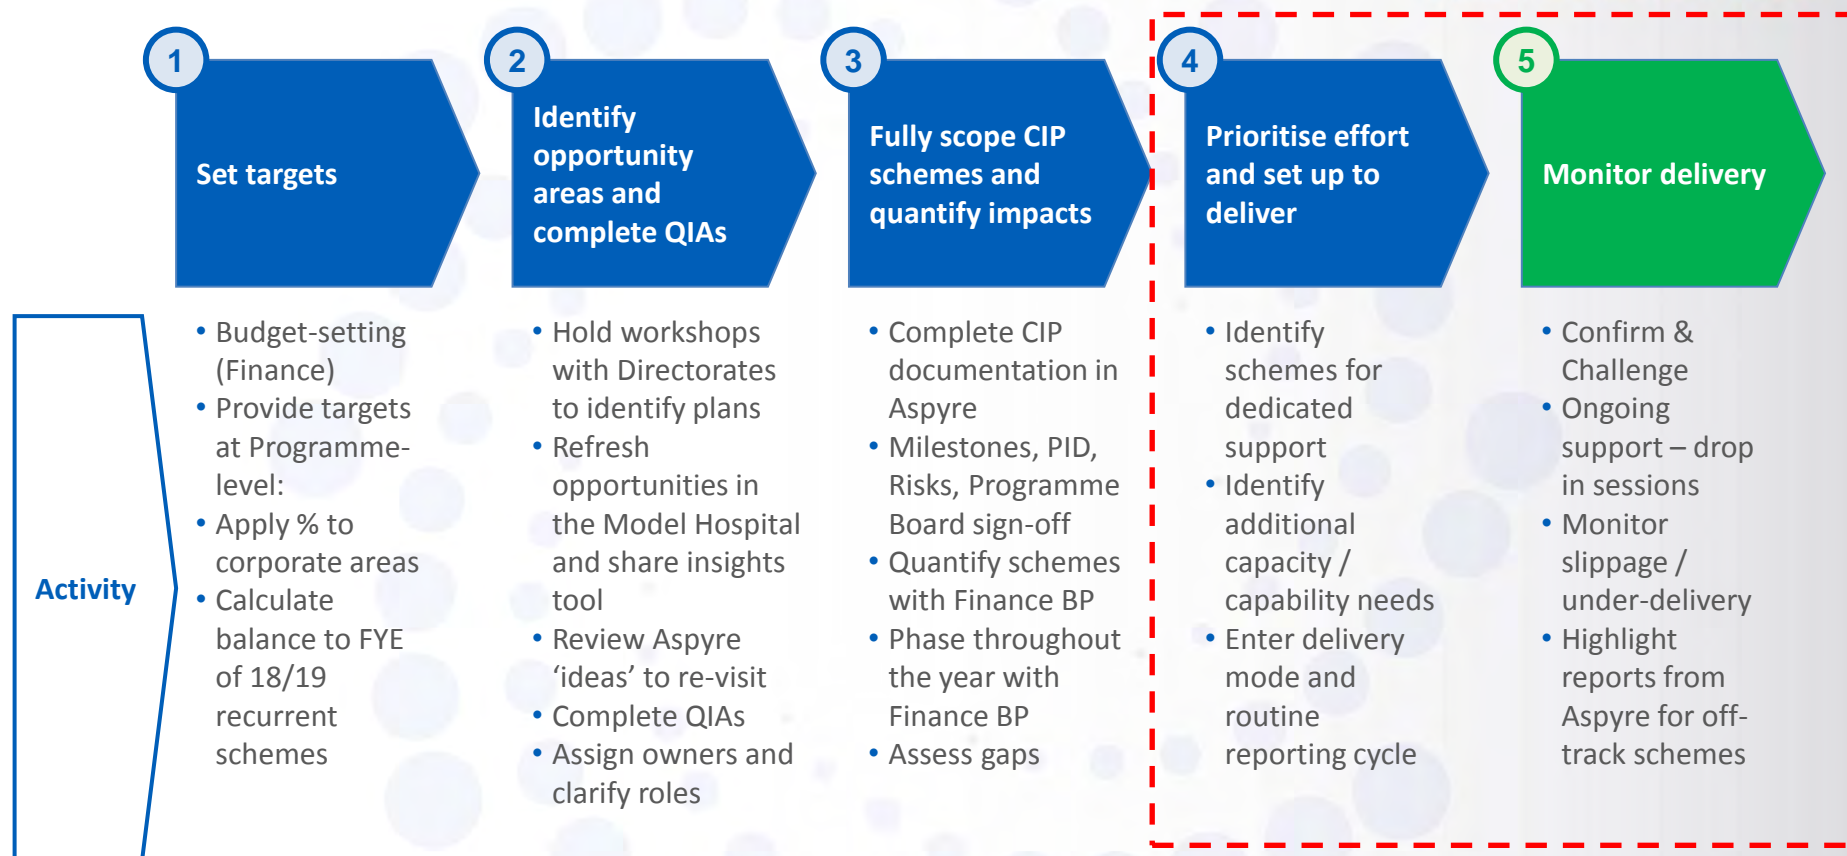 1
Set targets
2
Identify
opportunity
areas and
complete QIAs
3
Fully scope CIP
schemes and
quantify impacts
4
Prioritise effort
and set up to
deliver
5
Monitor delivery
Activity
• Budget-setting
(Finance)
• Provide targets
at Programme-
level:
• Apply % to
corporate areas
• Calculate
balance to FYE
of 18/19
recurrent
schemes
• Hold workshops
with Directorates
to identify plans
• Refresh
opportunities in
the Model Hospital
and share insights
tool
• Review Aspyre
‘ideas’ to re-visit
• Complete QIAs
• Assign owners and
clarify roles
• Complete CIP
documentation in
Aspyre
• Milestones, PID,
Risks, Programme
Board sign-off
• Quantify schemes
with Finance BP
• Phase throughout
the year with
Finance BP
• Assess gaps
• Identify
schemes for
dedicated
support
• Identify
additional
capacity /
capability needs
• Enter delivery
mode and
routine
reporting cycle
• Confirm &
Challenge
• Ongoing
support – drop
in sessions
• Monitor
slippage /
under-delivery
• Highlight
reports from
Aspyre for off-
track schemes